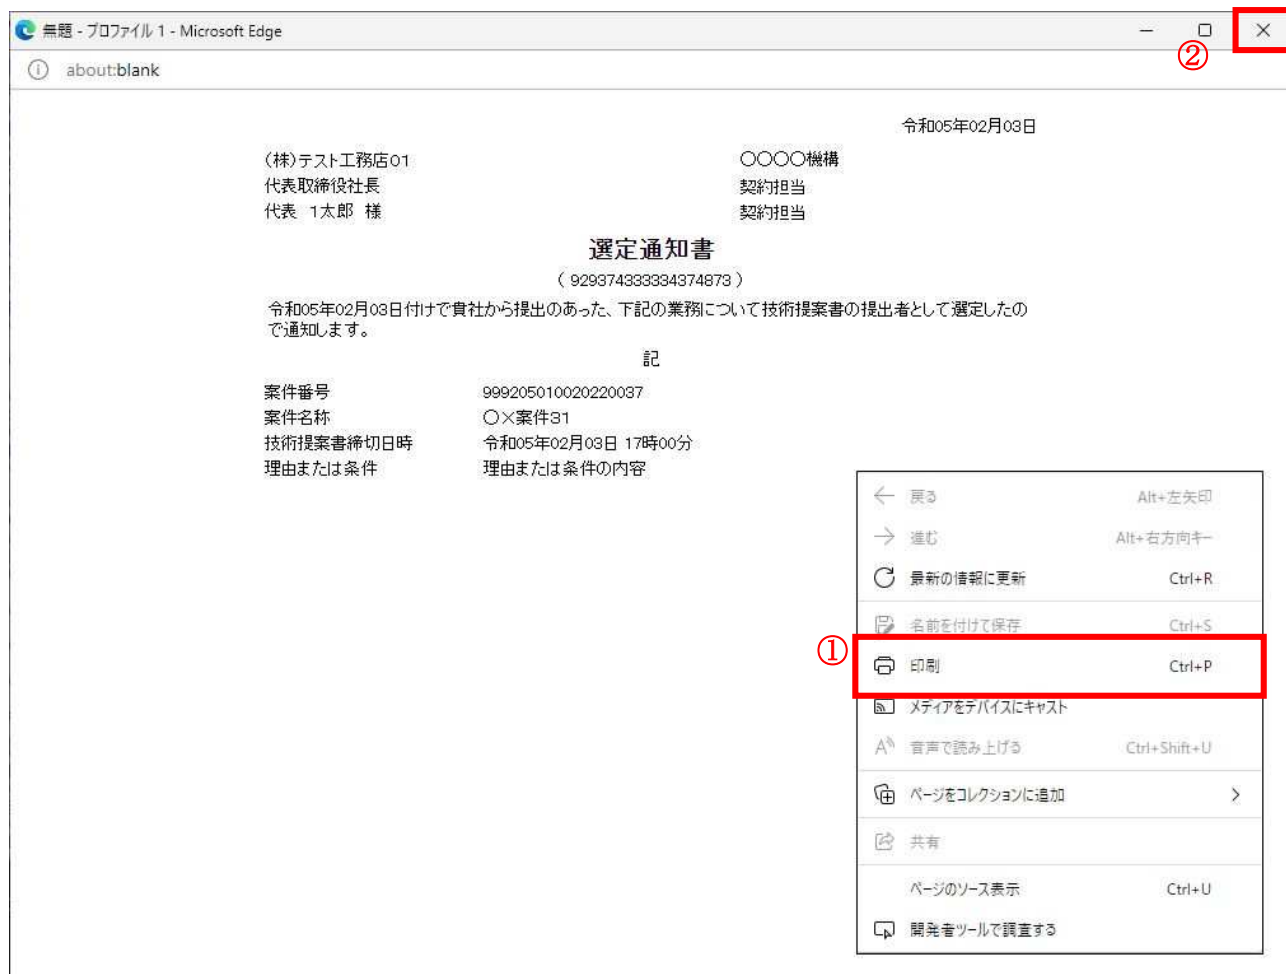 無題 - プロファイル 1 - Microsoft Edge
②
about:blank
令和05年02月03日
(株)テスト工務店01
〇〇〇〇機構
代表取締役社長
契約担当
代表 1太郎 様
契約担当
選定通知書
( 929374333334374873 )
令和05年02月03日付けで貴社から提出のあった、下記の業務について技術提案書の提出者として選定したの
で通知します。
記
案件番号 999205010020220037
案件名称 〇×案件31
技術提案書締切日時 令和05年02月03日 17時00分
理由または条件 理由または条件の内容
戻る Alt+左矢印
進む Alt+右方向キー
最新の情報に更新 Ctrl+R
名前を付けて保存 Ctrl+S
①
印刷 Ctrl+P
メディアをデバイスにキャスト
音声で読み上げる Ctrl+Shift+U
ページをコレクションに追加
共有
ページのソース表示 Ctrl+U
開発者ツールで調査する